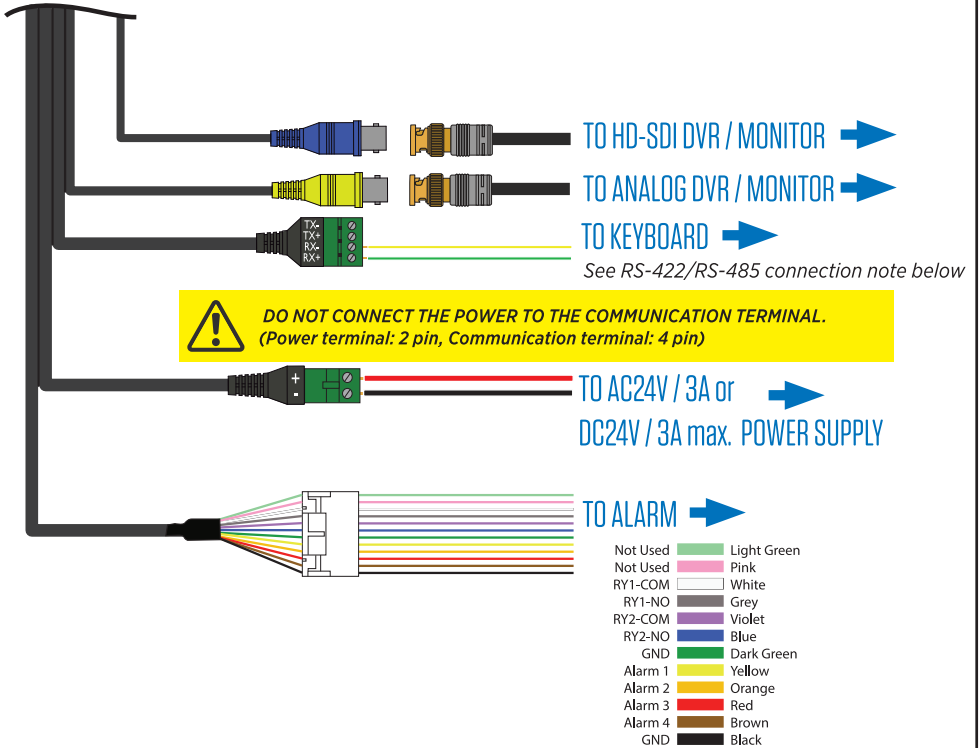 TO HD-SDI DVR / MONITOR
TO ANALOG DVR / MONITOR
TX-
TX+
RX-
RX+
TO KEYBOARD
See RS-422/RS-485 connection note below
DO NOT CONNECT THE POWER TO THE COMMUNICATION TERMINAL.
(Power terminal: 2 pin, Communication terminal: 4 pin)
+
-
TO AC24V / 3A or
DC24V / 3A max. POWER SUPPLY
TO ALARM
Not Used Light Green
Not Used Pink
RY1-COM White
RY1-NO Grey
RY2-COM Violet
RY2-NO Blue
GND Dark Green
Alarm 1 Yellow
Alarm 2 Orange
Alarm 3 Red
Alarm 4 Brown
GND Black